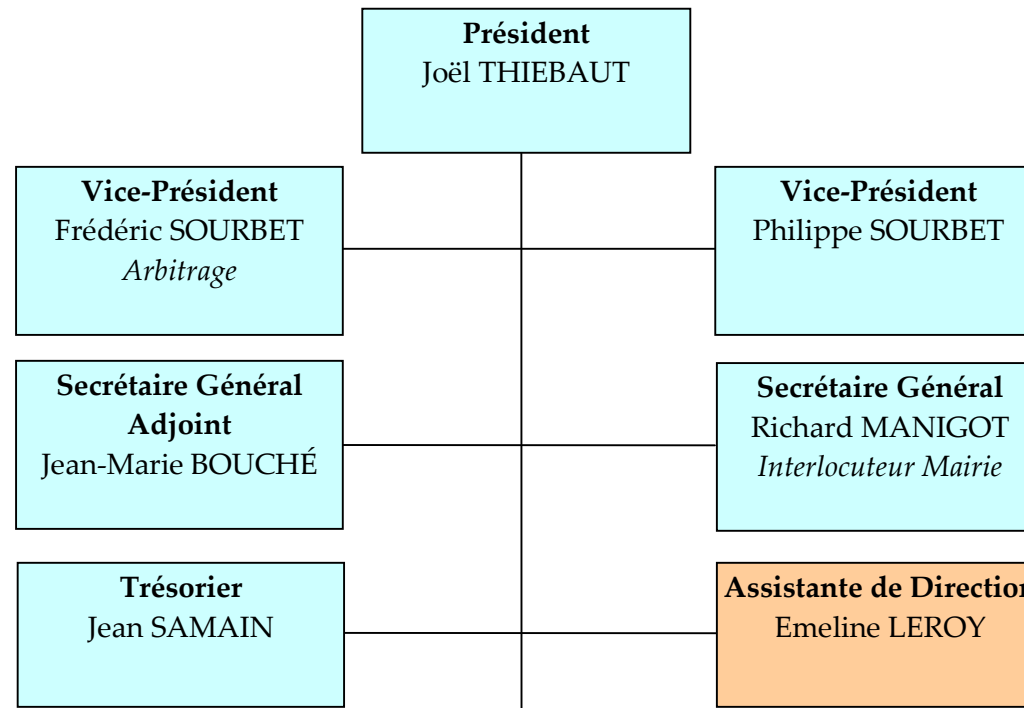 Président
Joël THIEBAUT
Vice-Président
Frédéric SOURBET
Arbitrage
Vice-Président
Philippe SOURBET
Secrétaire Général
Adjoint
Jean-Marie BOUCHÉ
Secrétaire Général
Richard MANIGOT
Interlocuteur Mairie
Trésorier
Jean SAMAIN
Assistante de Direction
Emeline LEROY